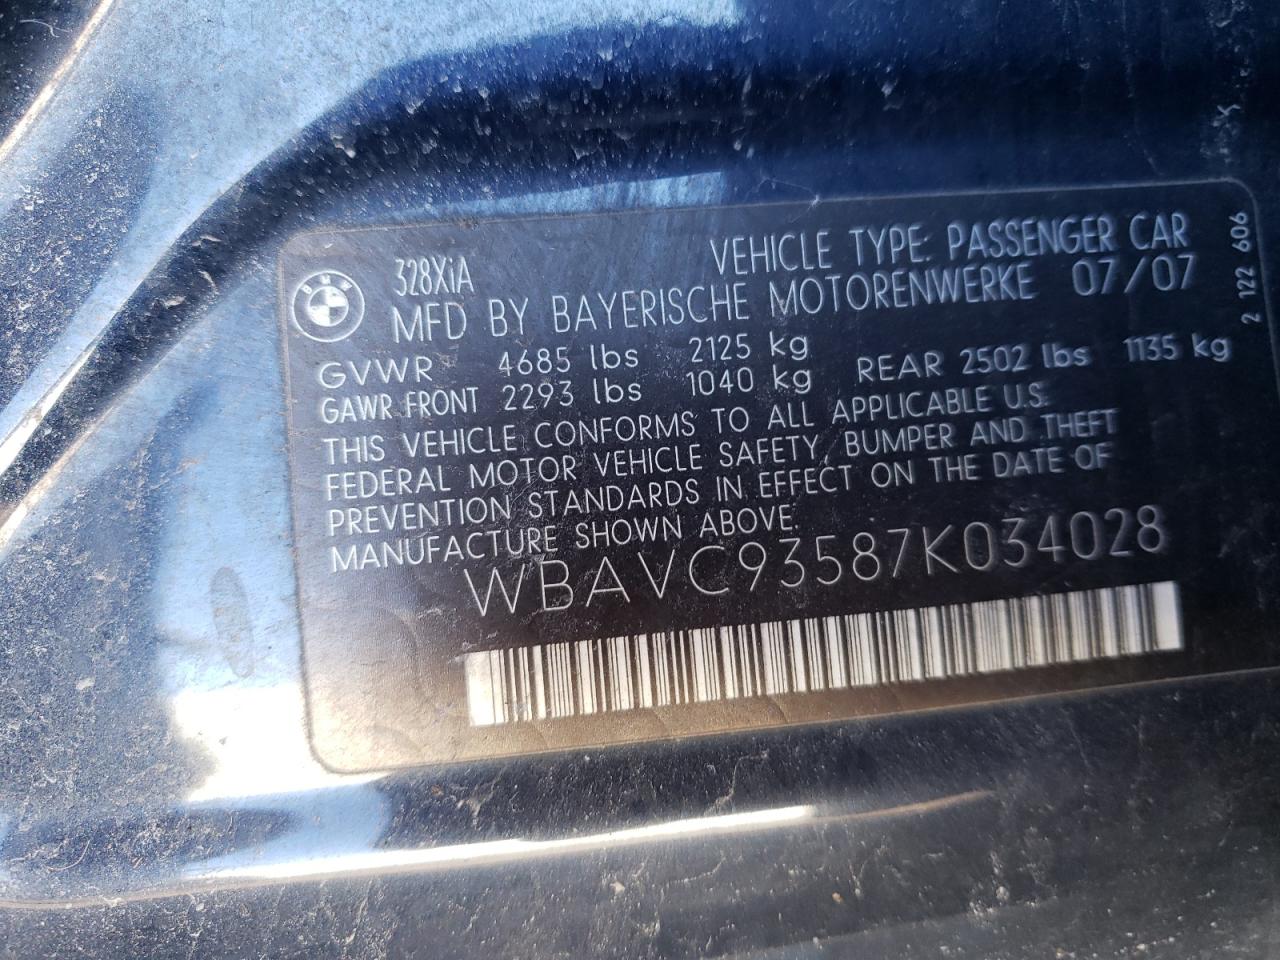 BMW
328XiA
VEHICLE TYPE: PASSENGER CAR
MFD BY BAYERISCHE MOTORENWERKE 07/07
GVWR 4685 lbs 2125 kg
GAWR FRONT 2293 lbs 1040 kg REAR 2502 lbs 1135 kg
THIS VEHICLE CONFORMS TO ALL APPLICABLE U.S.
FEDERAL MOTOR VEHICLE SAFETY, BUMPER AND THEFT
PREVENTION STANDARDS IN EFFECT ON THE DATE OF
MANUFACTURE SHOWN ABOVE.
WBAVC93587K034028
2 122 606